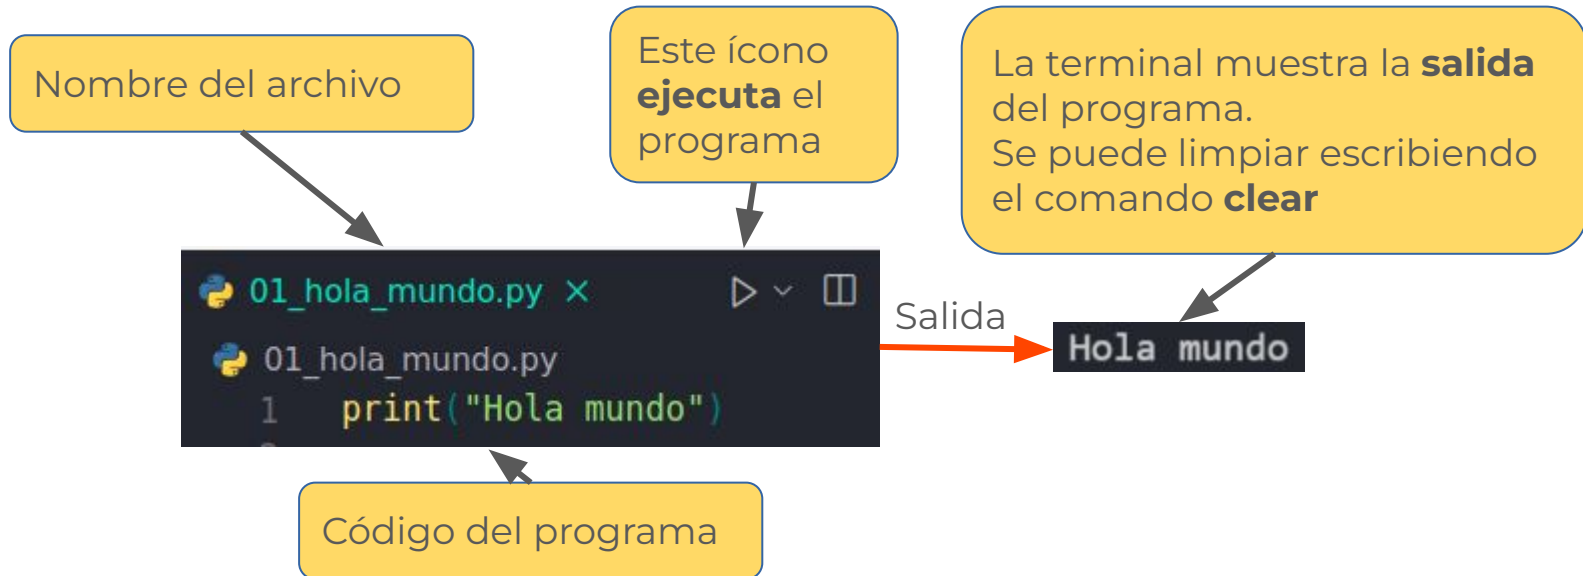 Nombre del archivo
Este ícono
ejecuta el
programa
La terminal muestra la salida
del programa.
Se puede limpiar escribiendo
el comando clear
01_hola_mundo.py
01_hola_mundo.py
1 print("Hola mundo")
Salida
Hola mundo
Código del programa